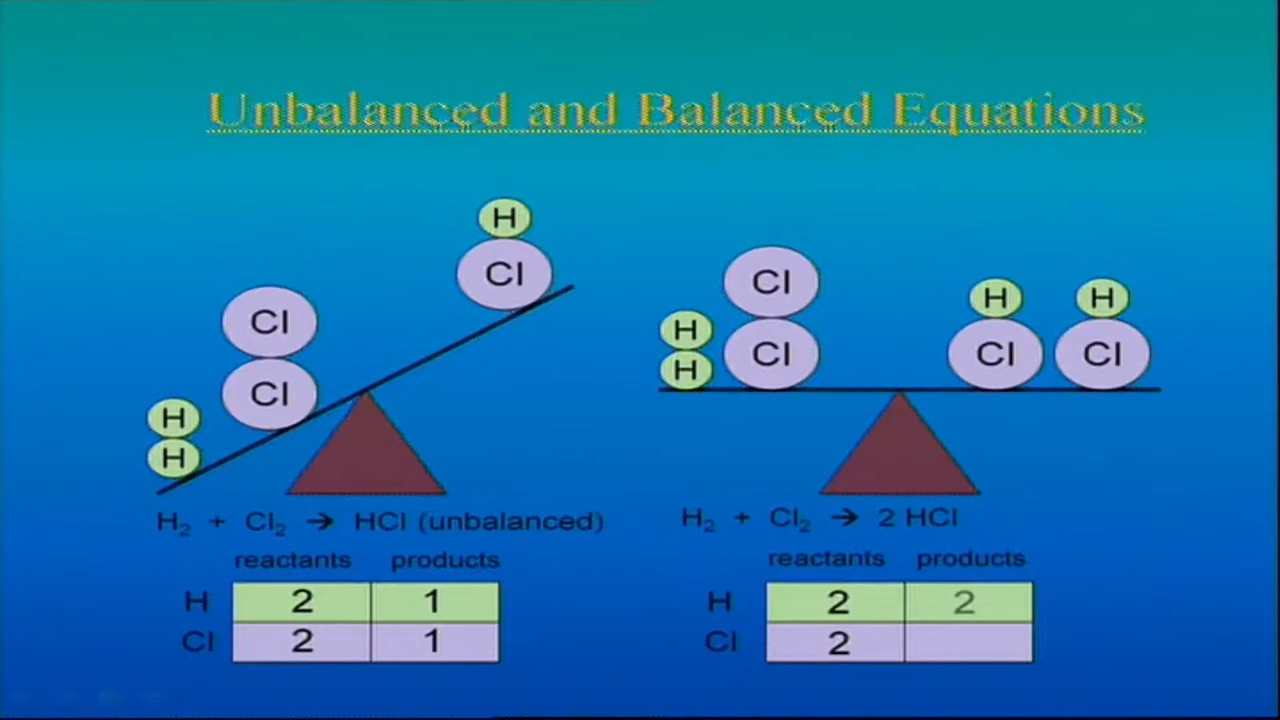 Unbalanced and Balanced Equations
H
Cl
Cl
Cl
H
H
H
H
Cl
Cl
H
Cl
H
Cl
H₂ + Cl₂ → HCl (unbalanced)
reactants products
H 2 1
Cl 2 1
H₂ + Cl₂ → 2 HCl
reactants products
H 2 2
Cl 2